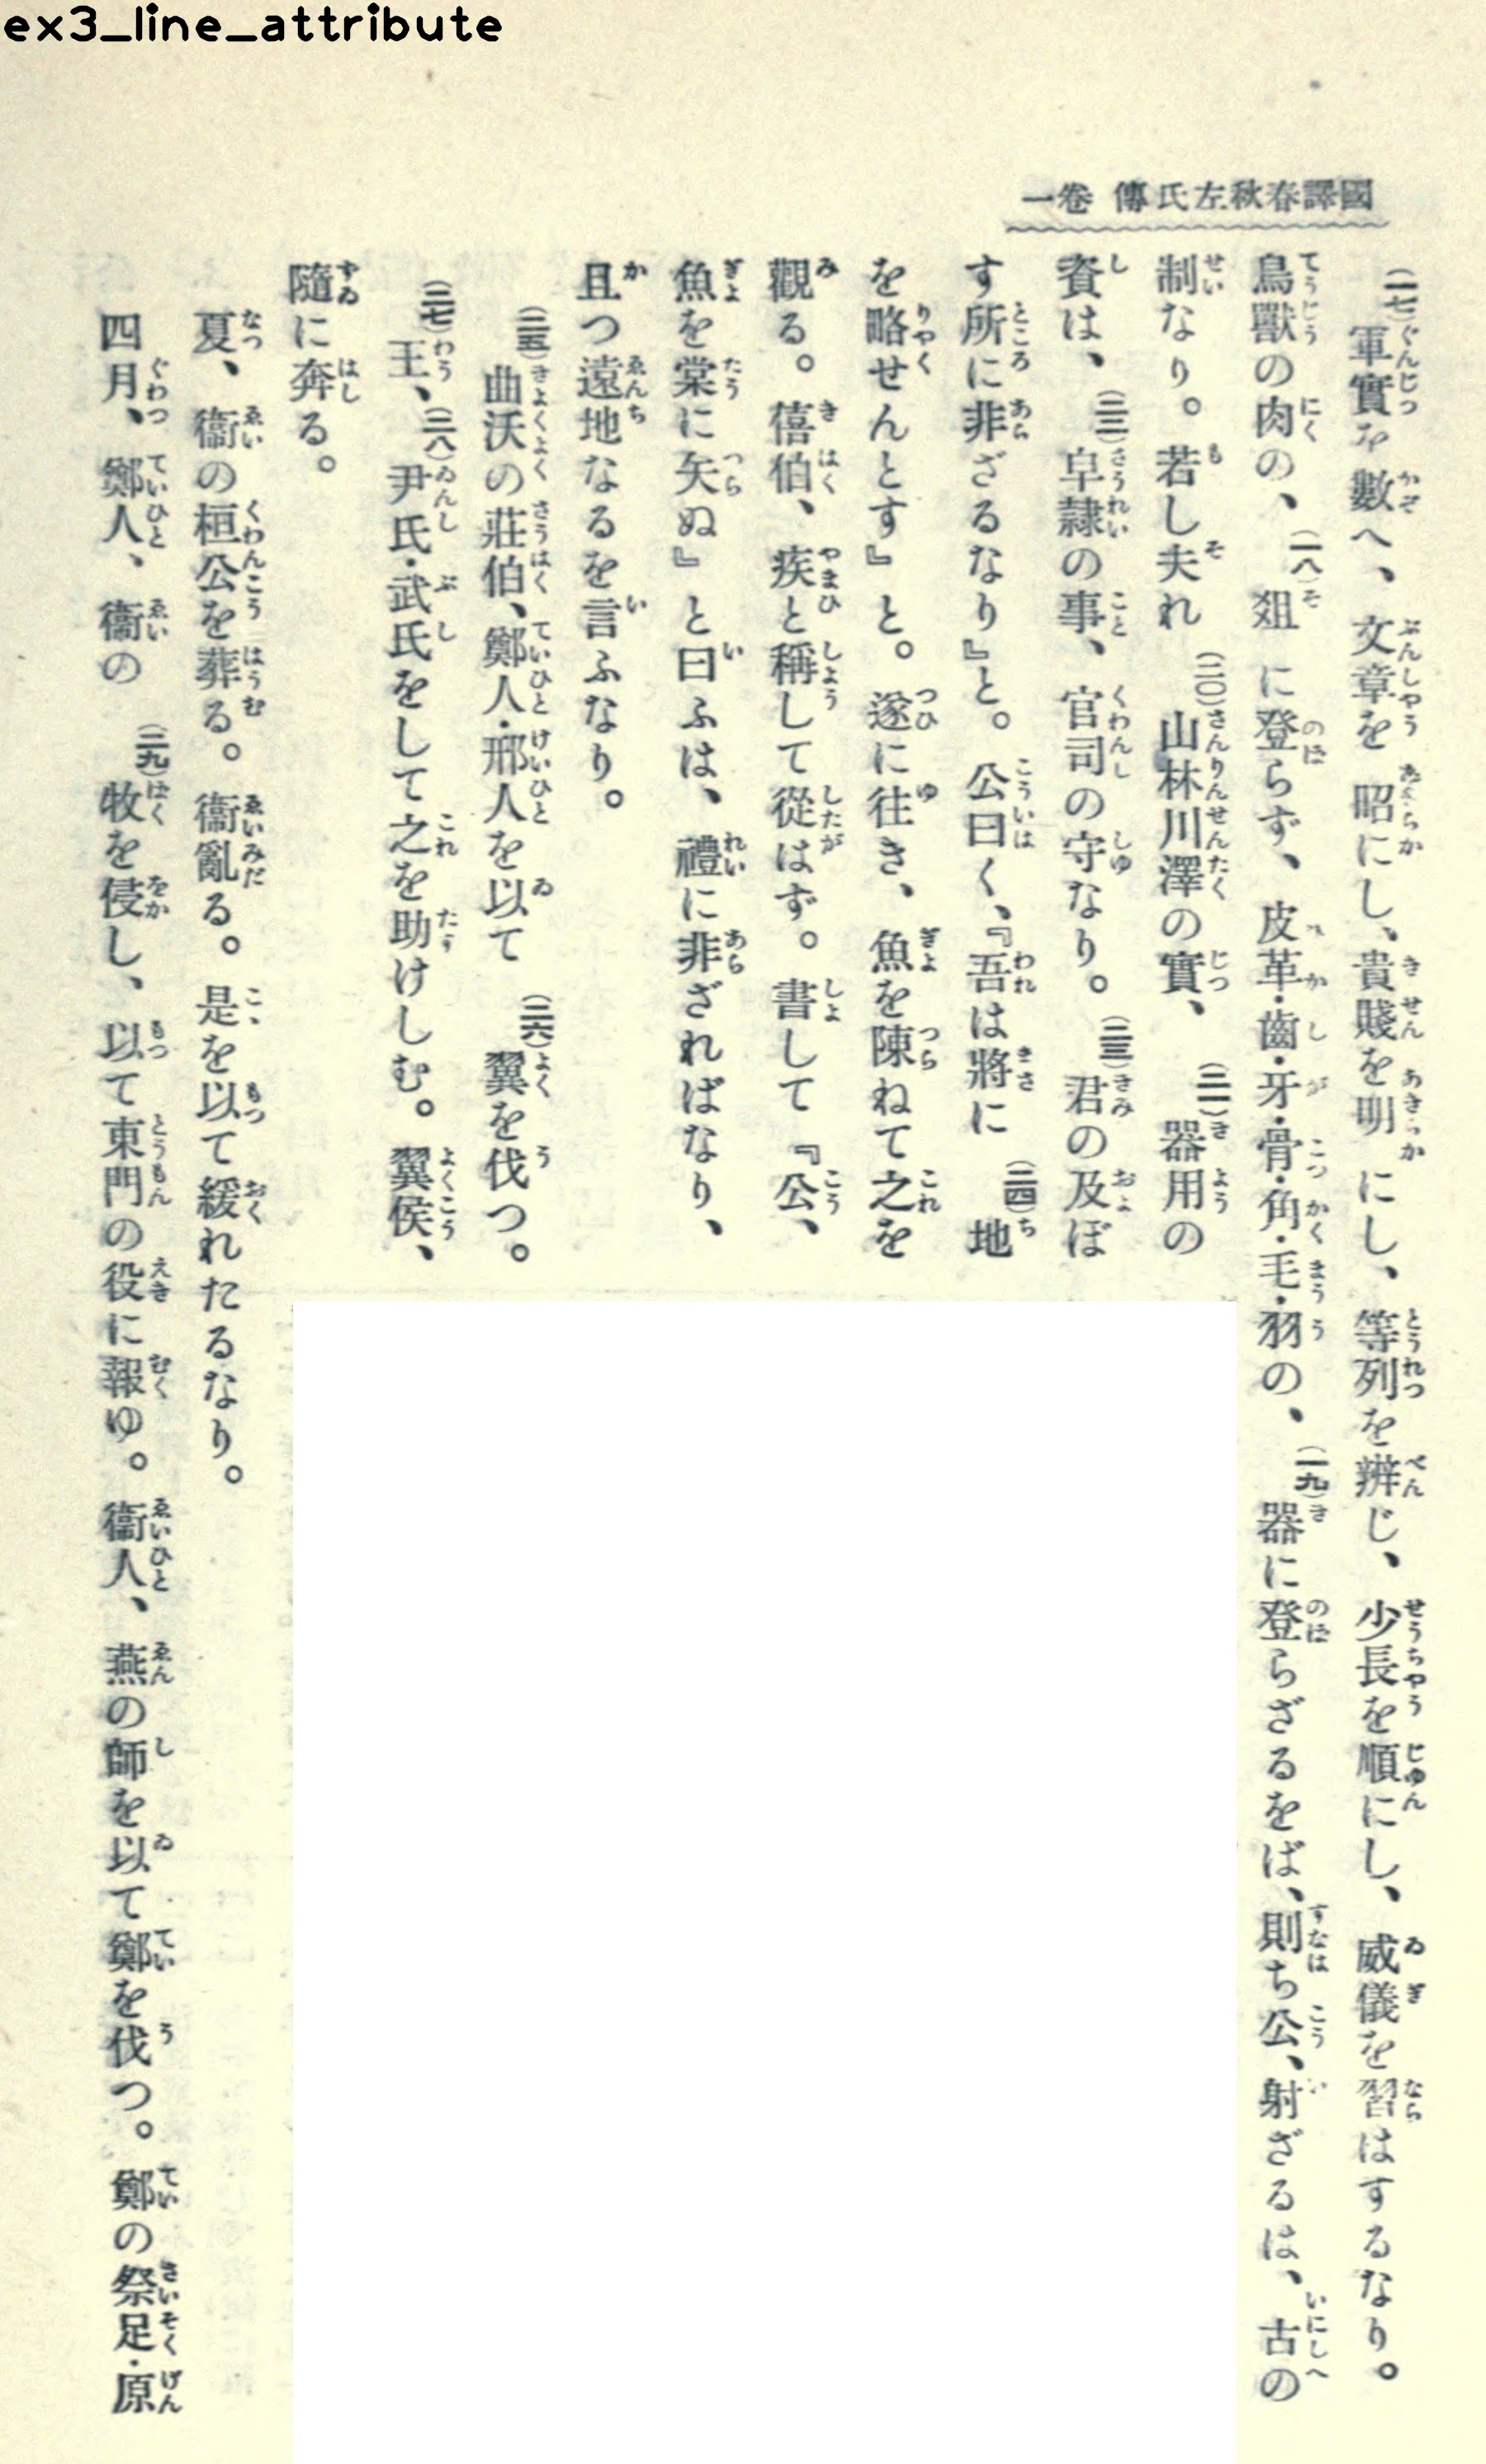 ex3_line_attribute
國譯春秋左氏傳 卷一
(一七)軍實を數へ、文章を昭にし、貴賤を明にし、等列を辨じ、少長を順にし、威儀を習はするなり。
鳥獸の肉の、(一八)俎に登らず、皮革・齒・牙・骨・角・毛・羽の、(一九)器に登らざるをば、則ち公、射ざるは、古の
制なり。若し夫れ(二〇)山林川澤の實、(二一)器用の
資は、(二二)皁隷の事、官司の守なり。(二三)君の及ぼ
す所に非ざるなり』と。公曰く、『吾は將に(二四)地
を略せんとす』と。遂に往き、魚を陳ねて之を
觀る。僖伯、疾と稱して從はず。書して『公、
魚を棠に矢らぬ』と曰ふは、禮に非ざればなり、
且つ遠地なるを言ふなり。
(二五)曲沃の莊伯、鄭人・邢人を以て(二六)翼を伐つ。
(二七)王、(二八)尹氏・武氏をして之を助けしむ。翼侯、
隨に奔る。
夏、衞の桓公を葬る。衞亂る。是を以て緩れたるなり。
四月、鄭人、衞の(二九)牧を侵し、以て東門の役に報ゆ。衞人、燕の師を以て鄭を伐つ。鄭の祭足・原